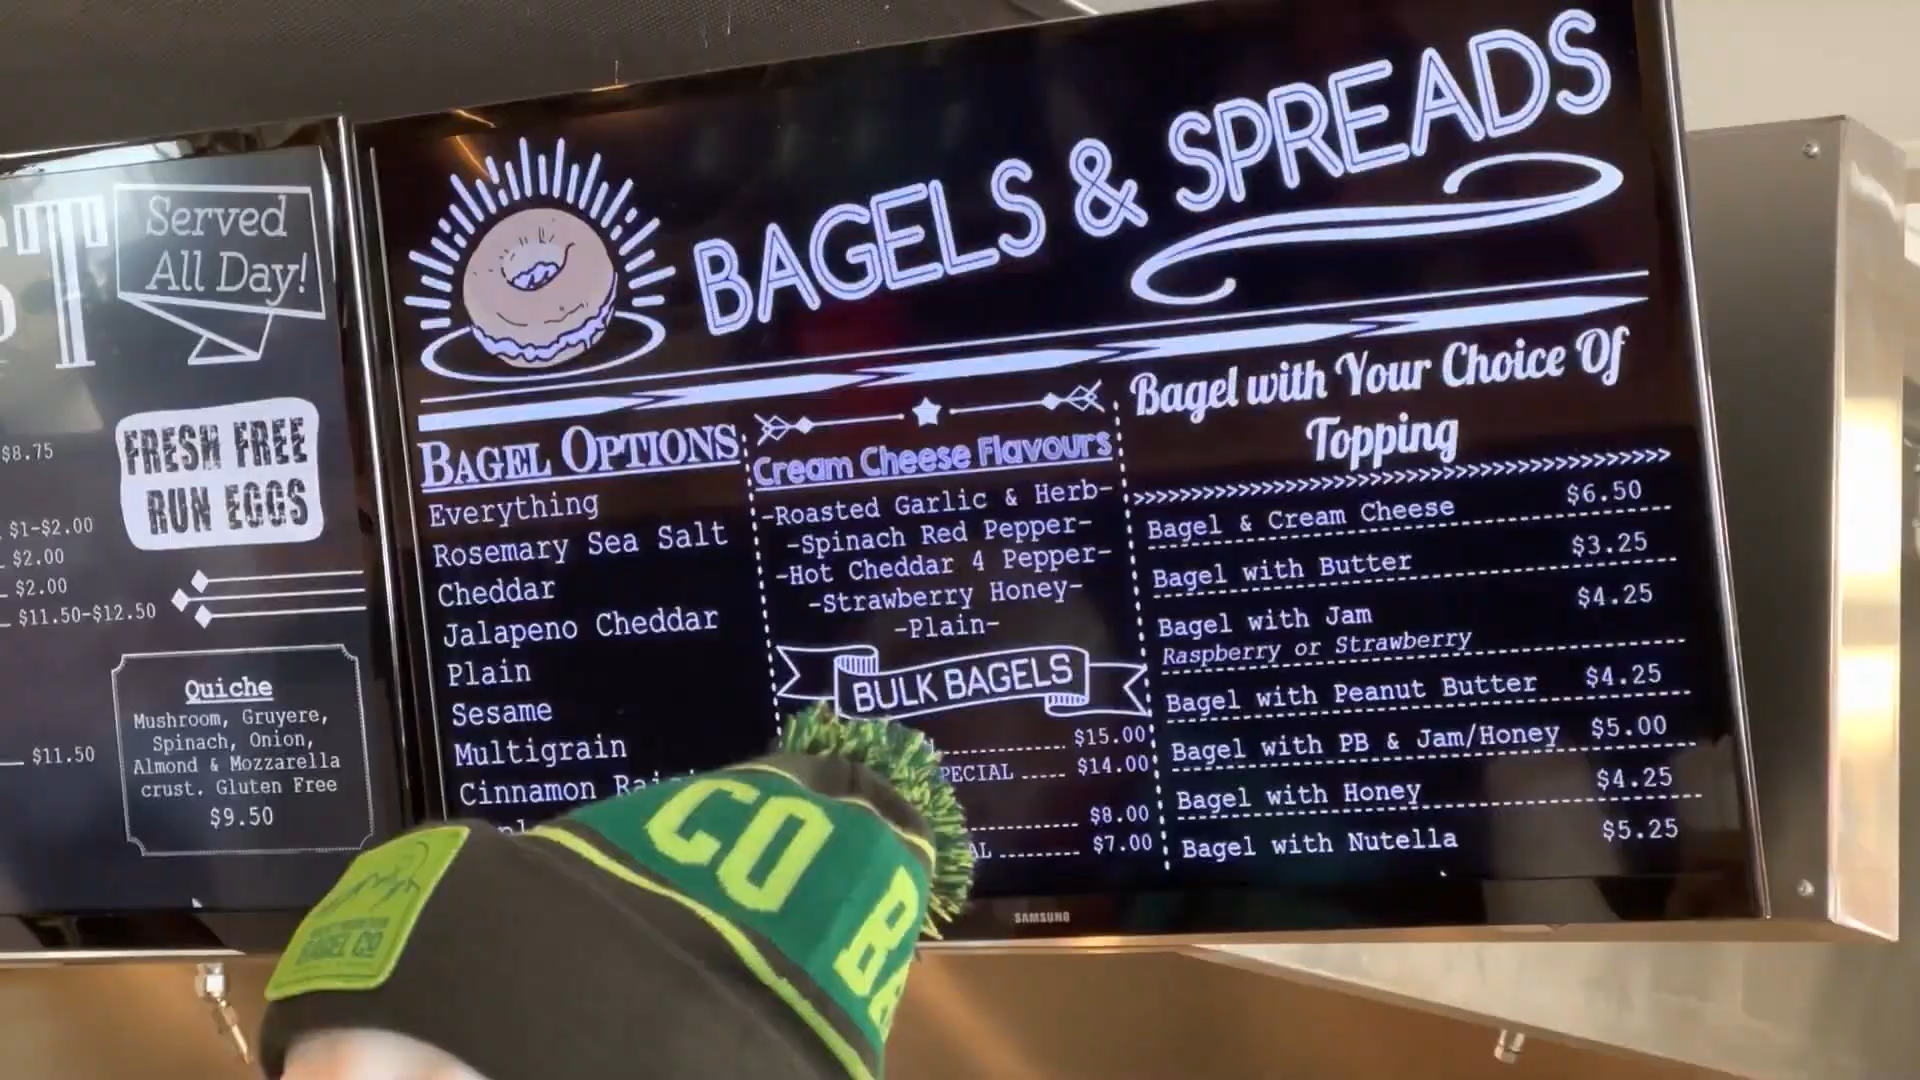 Served
All Day!
$8.75
FRESH FREE
RUN EGGS
$1-$2.00
$2.00
$2.00
$11.50-$12.50
$11.50
Quiche
Mushroom, Gruyere,
Spinach, Onion,
Almond & Mozzarella
crust. Gluten Free
$9.50
BAGELS & SPREADS
BAGEL OPTIONS
Everything
Rosemary Sea Salt
Cheddar
Jalapeno Cheddar
Plain
Sesame
Multigrain
Cinnamon
Cream Cheese Flavours
-Roasted Garlic & Herb-
-Spinach Red Pepper-
-Hot Cheddar 4 Pepper-
-Strawberry Honey-
-Plain-
BULK BAGELS
$15.00
PECIAL ..... $14.00
$8.00
AL ......... $7.00
Bagel with Your Choice Of
Topping
Bagel & Cream Cheese $6.50
Bagel with Butter $3.25
Bagel with Jam $4.25
Raspberry or Strawberry
Bagel with Peanut Butter $4.25
Bagel with PB & Jam/Honey $5.00
Bagel with Honey $4.25
Bagel with Nutella $5.25
SAMSUNG
CO
BAGEL CO